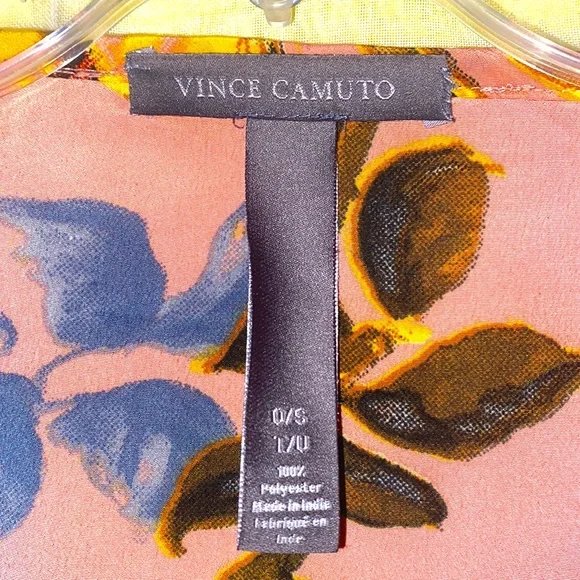 VINCE CAMUTO
O/S
T/U
100%
Polyester
Made in India
Fabriqué en
Inde